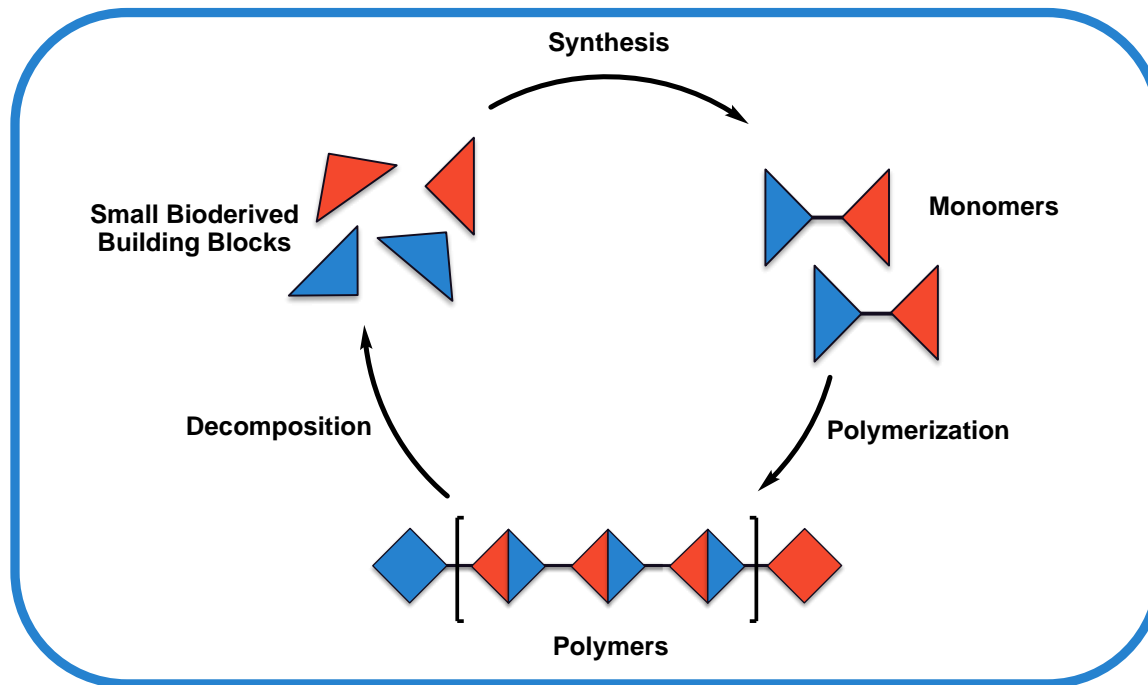 Synthesis
Small Bioderived
Building Blocks
Monomers
Decomposition
Polymerization
Polymers